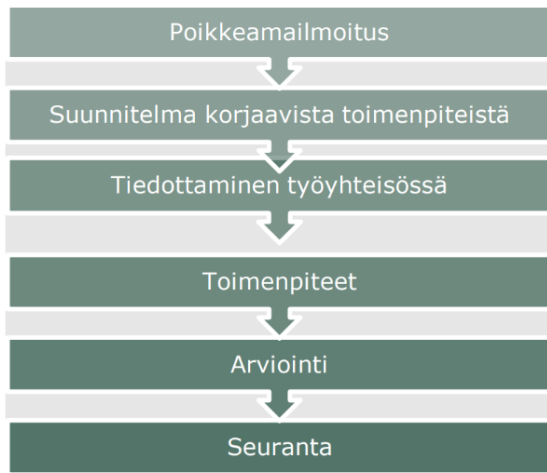 Poikkeamailmoitus
Suunnitelma korjaavista toimenpiteistä
Tiedottaminen työyhteisössä
Toimenpiteet
Arviointi
Seuranta